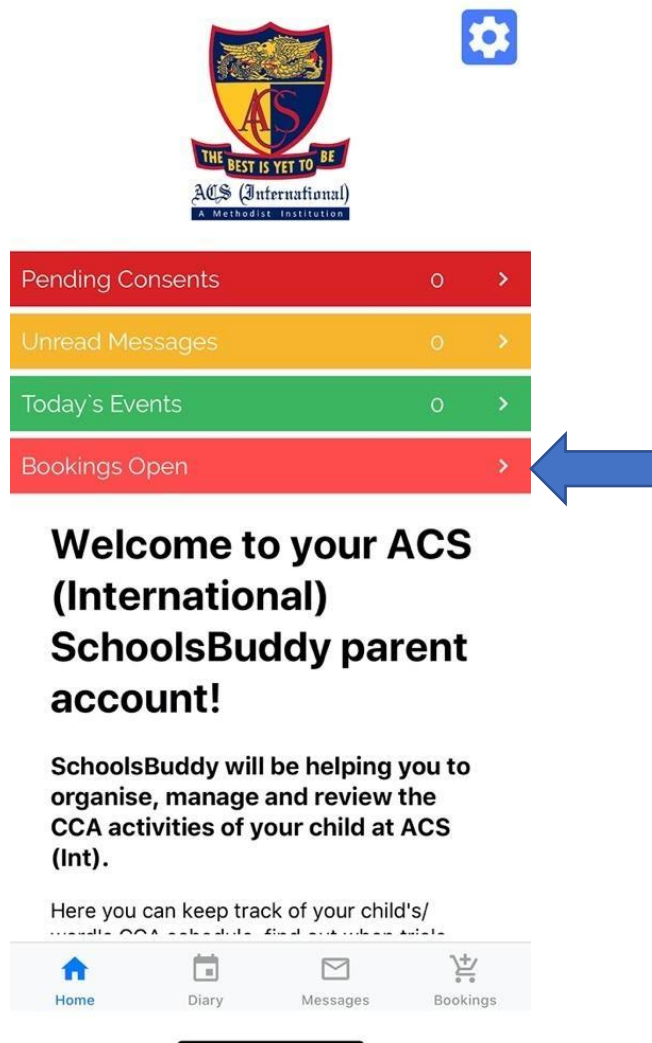 ACS
THE BEST IS YET TO BE
ACS (International)
A Methodist Institution
Pending Consents 0
Unread Messages 0
Today`s Events 0
Bookings Open
Welcome to your ACS
(International)
SchoolsBuddy parent
account!
SchoolsBuddy will be helping you to
organise, manage and review the
CCA activities of your child at ACS
(Int).
Here you can keep track of your child's/
Home Diary Messages Bookings